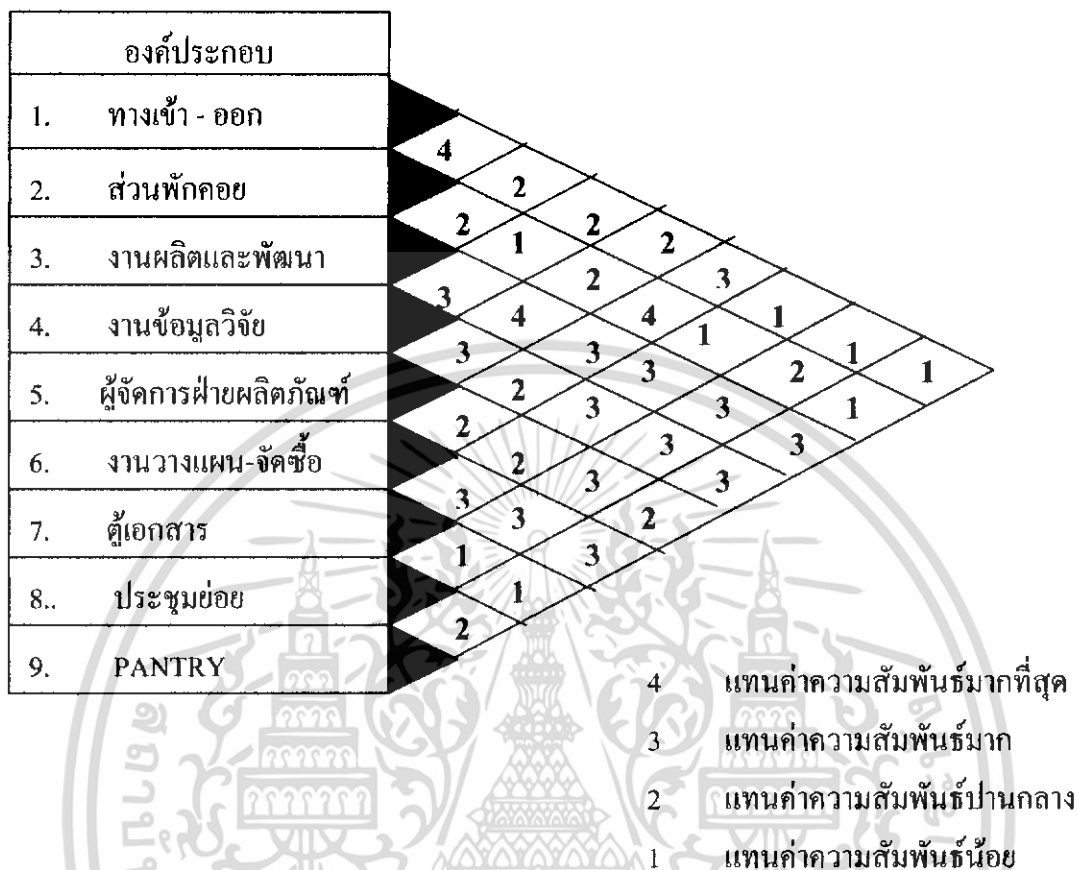 องค์ประกอบ
1. ทางเข้า - ออก
2. ส่วนพักคอย
3. งานผลิตและพัฒนา
4. งานข้อมูลวิจัย
5. ผู้จัดการฝ่ายผลิตภัณฑ์
6. งานวางแผน-จัดซื้อ
7. ตู้เอกสาร
8.. ประชุมย่อย
9. PANTRY
4
2
2 2
1 2
2 3
3
4 4 1
1
3 3 1
3 2 1
2
3 3 1
2
3 3
2
3 3
3
3 2
1 3
1
2
4 แทนค่าความสัมพันธ์มากที่สุด
3 แทนค่าความสัมพันธ์มาก
2 แทนค่าความสัมพันธ์ปานกลาง
1 แทนค่าความสัมพันธ์น้อย